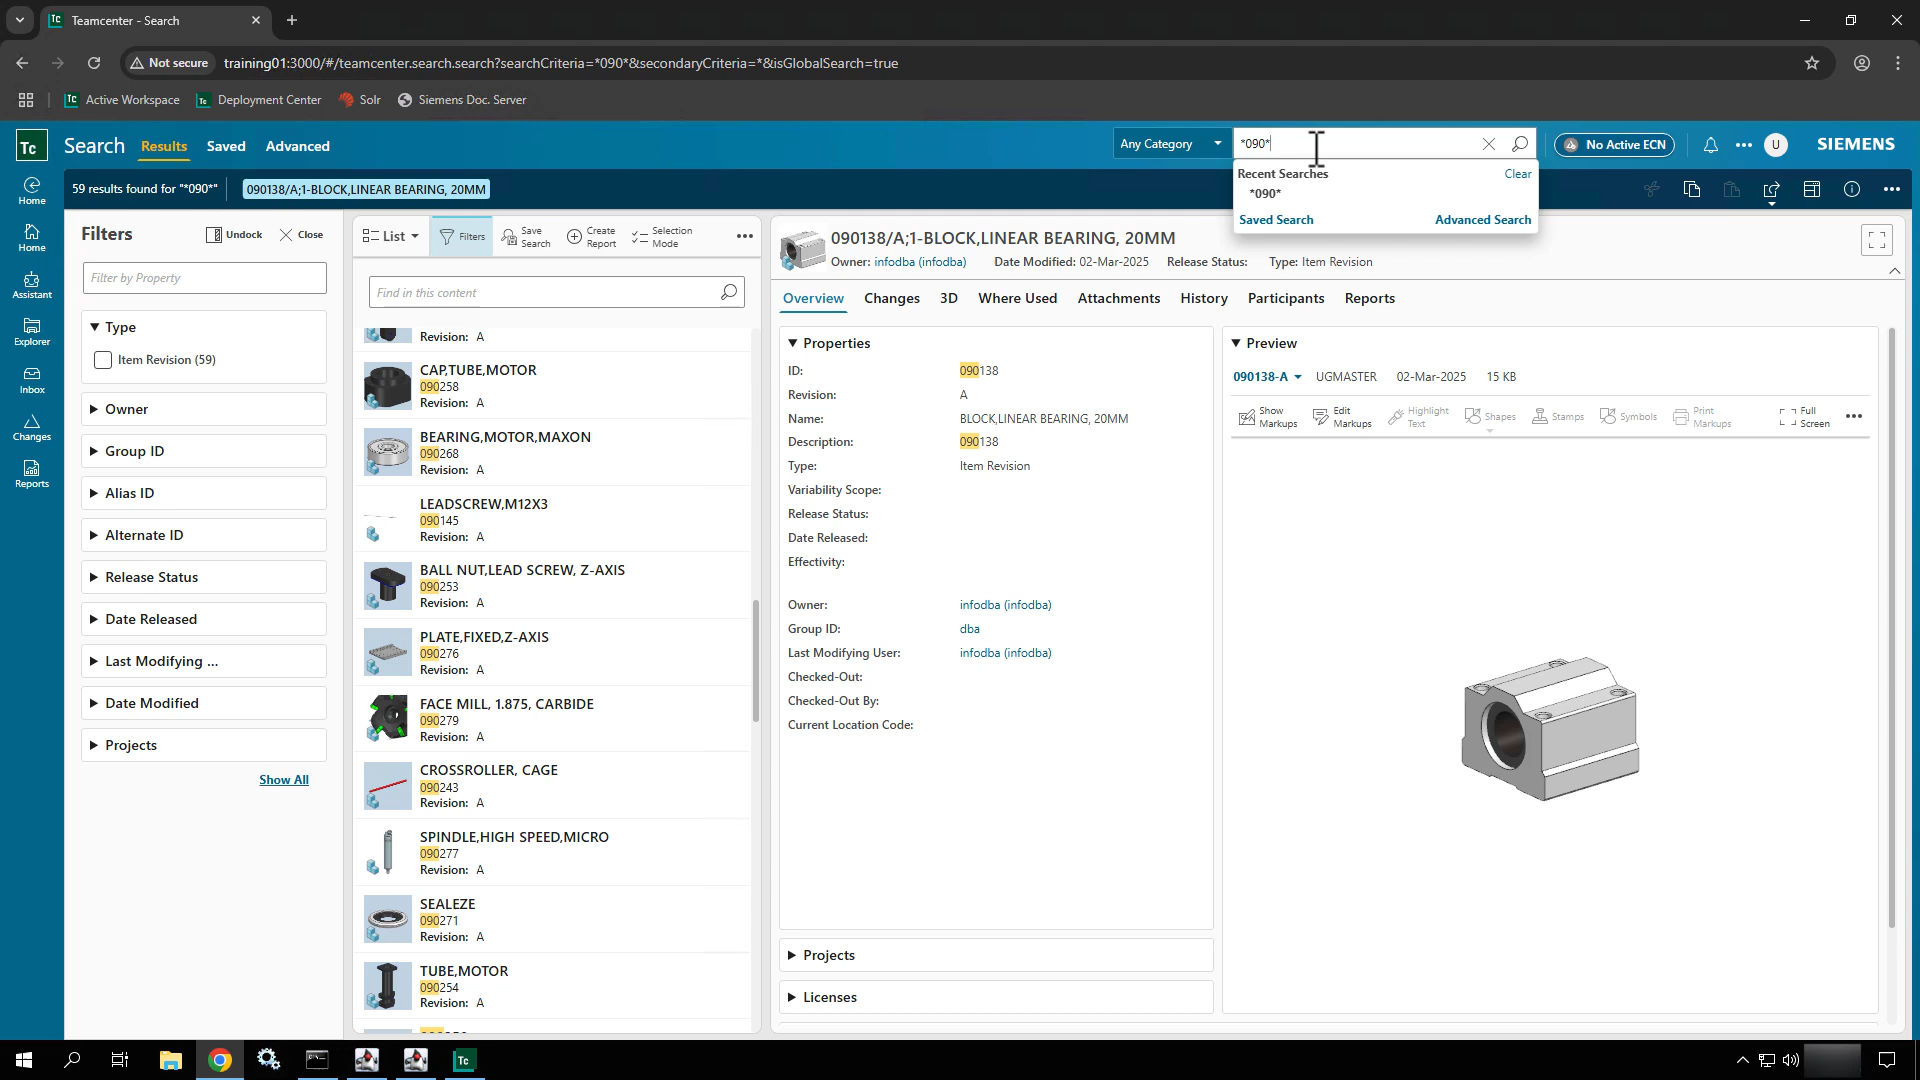 Tc Teamcenter - Search
Not secure training01:3000/#/teamcenter.search.search?searchCriteria=*090*&secondaryCriteria=*&isGlobalSearch=true
Tc Active Workspace Tc Deployment Center Solr Siemens Doc. Server
Tc Search Results Saved Advanced Any Category *090* No Active ECN U SIEMENS
59 results found for "*090*" 090138/A;1-BLOCK,LINEAR BEARING, 20MM
Recent Searches Clear
*090*
Saved Search Advanced Search
Home
Home
Assistant
Explorer
Inbox
Changes
Reports
Filters Undock Close
Filter by Property
Type
Item Revision (59)
Owner
Group ID
Alias ID
Alternate ID
Release Status
Date Released
Last Modifying ...
Date Modified
Projects
Show All
List Filters Save Search Create Report Selection Mode
Find in this content
Revision: A
CAP,TUBE,MOTOR
090258
Revision: A
BEARING,MOTOR,MAXON
090268
Revision: A
LEADSCREW,M12X3
090145
Revision: A
BALL NUT,LEAD SCREW, Z-AXIS
090253
Revision: A
PLATE,FIXED,Z-AXIS
090276
Revision: A
FACE MILL, 1.875, CARBIDE
090279
Revision: A
CROSSROLLER, CAGE
090243
Revision: A
SPINDLE,HIGH SPEED,MICRO
090277
Revision: A
SEALEZE
090271
Revision: A
TUBE,MOTOR
090254
Revision: A
090138/A;1-BLOCK,LINEAR BEARING, 20MM
Owner: infodba (infodba) Date Modified: 02-Mar-2025 Release Status: Type: Item Revision
Overview Changes 3D Where Used Attachments History Participants Reports
Properties
ID: 090138
Revision: A
Name: BLOCK,LINEAR BEARING, 20MM
Description: 090138
Type: Item Revision
Variability Scope:
Release Status:
Date Released:
Effectivity:
Owner: infodba (infodba)
Group ID: dba
Last Modifying User: infodba (infodba)
Checked-Out:
Checked-Out By:
Current Location Code:
Projects
Licenses
Preview
090138-A UGMASTER 02-Mar-2025 15 KB
Show Markups Edit Markups Highlight Text Shapes Stamps Symbols Print Markups Full Screen
Tc